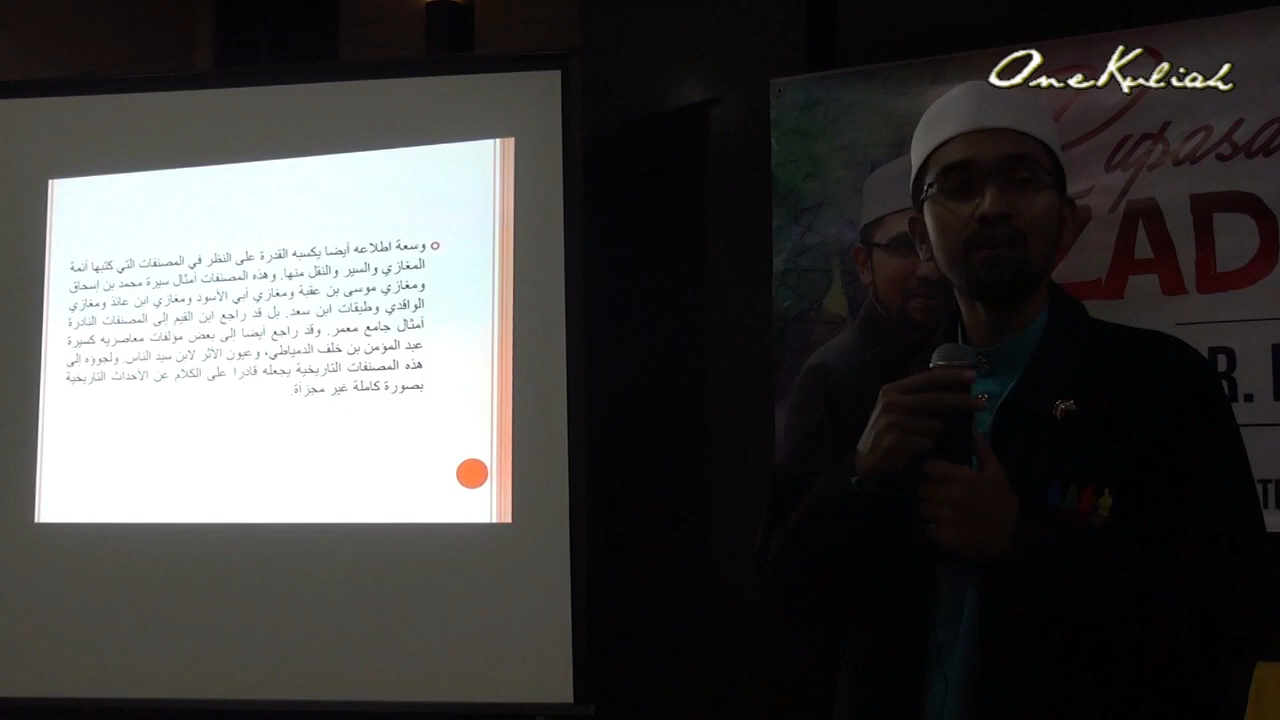 وسعة اطلاعه أيضا يكسبه القدرة على النظر في المصنفات التي كتبها أئمة
المغازي والسير والنقل منها. وهذه المصنفات أمثال سيرة محمد بن إسحاق
ومغازي موسى بن عقبة ومغازي أبي الأسود ومغازي ابن عائذ ومغازي
الواقدي وطبقات ابن سعد. بل قد راجع ابن القيم إلى المصنفات النادرة
أمثال جامع معمر. وقد راجع أيضا إلى بعض مؤلفات معاصريه كسيرة
عبد المؤمن بن خلف الدمياطي، وعيون الأثر لابن سيد الناس. ولجوؤه إلى
هذه المصنفات التاريخية يجعله قادرا على الكلام عن الأحداث التاريخية
بصورة كاملة غير مجزأة.
OneKuliah
upasa
ZAD
R.